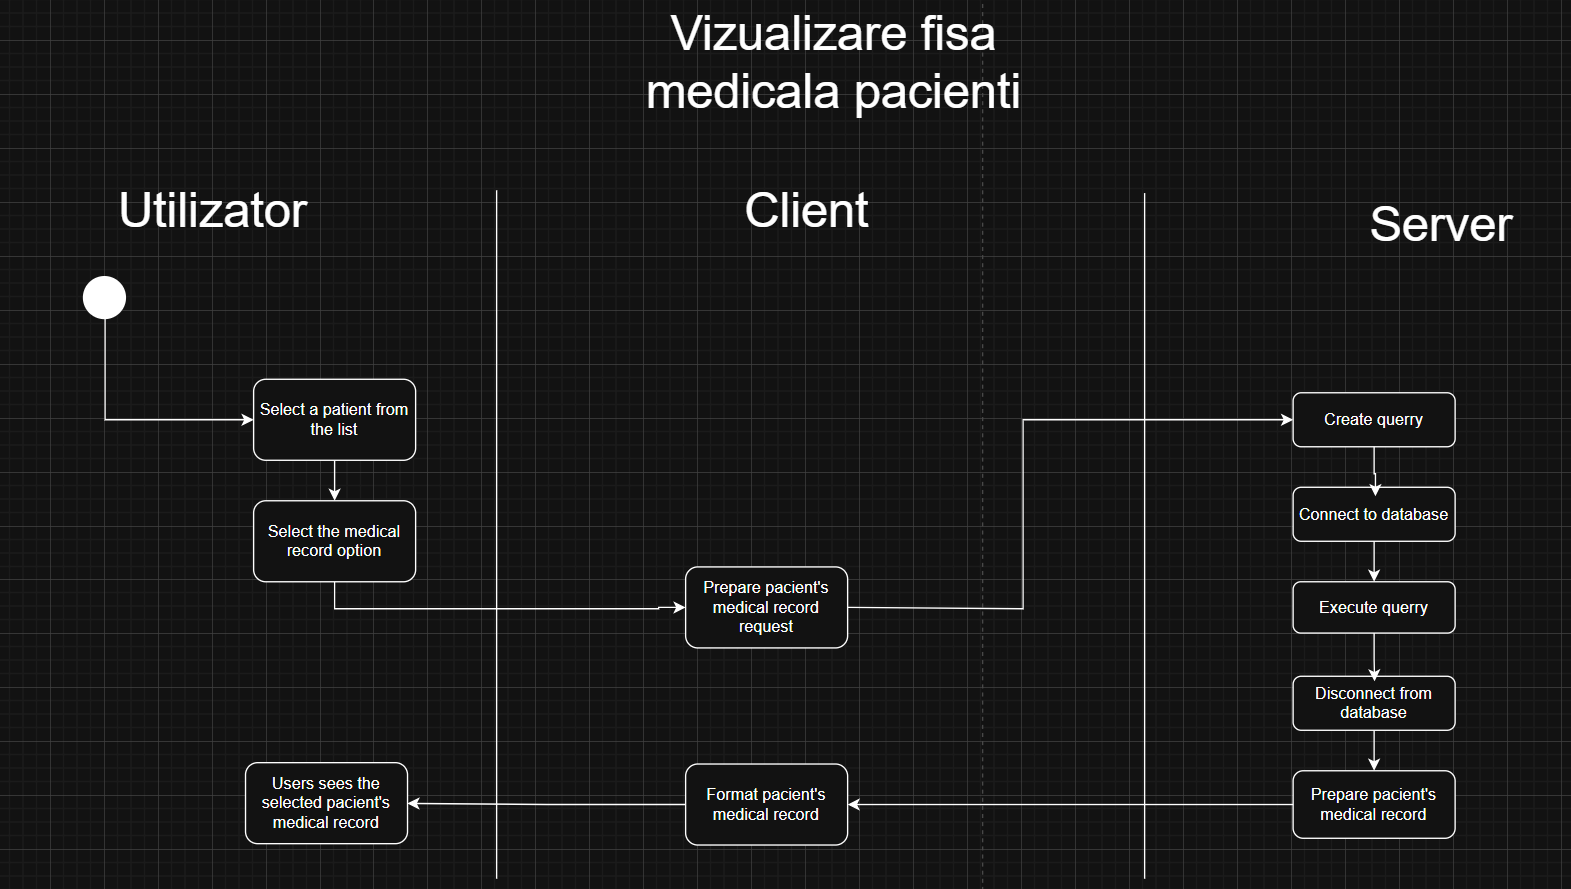 Vizualizare fisa
medicala pacienti
Utilizator
Client
Server
Select a patient from
the list
Select the medical
record option
Prepare pacient's
medical record
request
Create querry
Connect to database
Execute querry
Disconnect from
database
Prepare pacient's
medical record
Format pacient's
medical record
Users sees the
selected pacient's
medical record